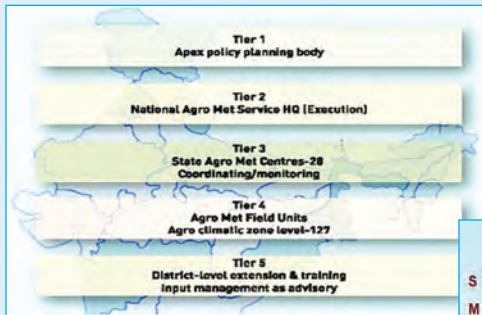 Tier 1
Apex policy planning body
Tier 2
National Agro Met Service HQ (Execution)
Tier 3
State Agro Met Centres-28
Coordinating/monitoring
Tier 4
Agro Met Field Units
Agro climatic zone level-127
Tier 5
District-level extension & training
Input management as advisory
S
M